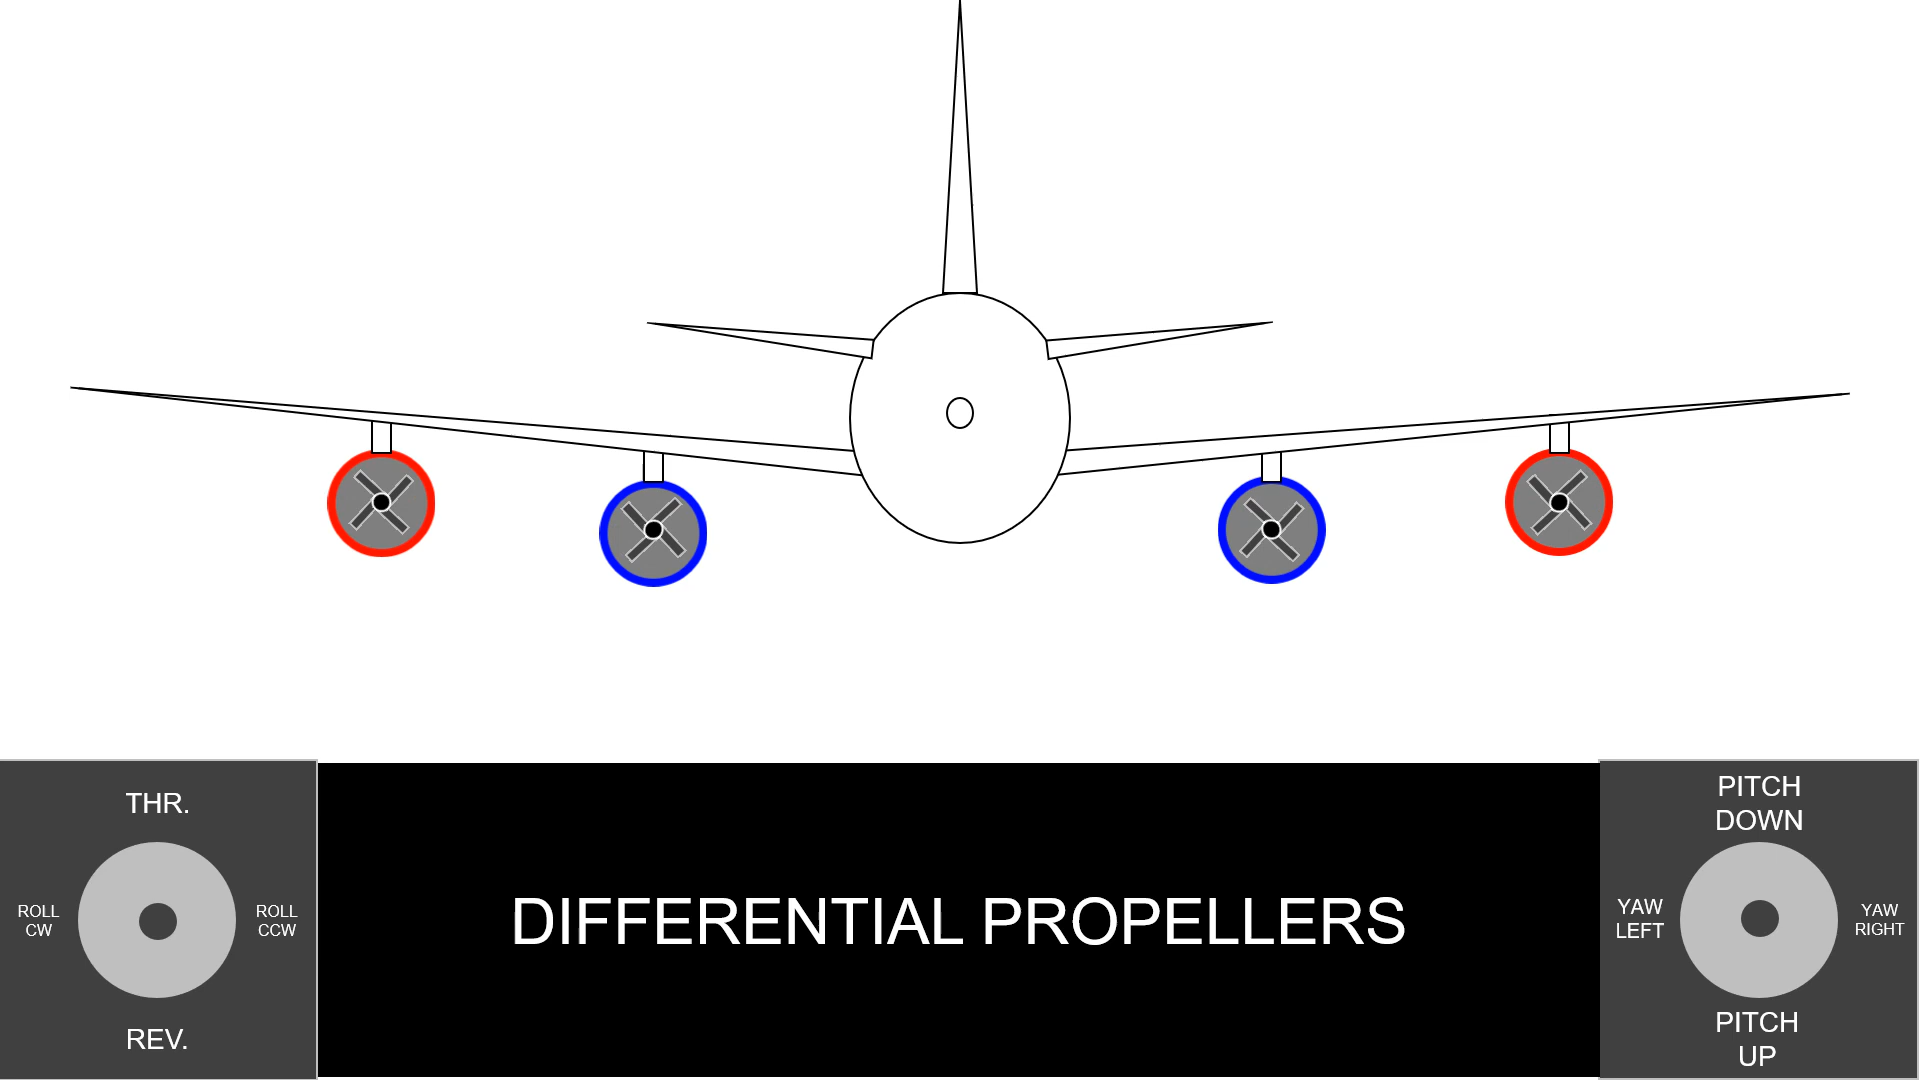 THR.
ROLL
CW
ROLL
CCW
REV.
DIFFERENTIAL PROPELLERS
PITCH
DOWN
YAW
LEFT
YAW
RIGHT
PITCH
UP